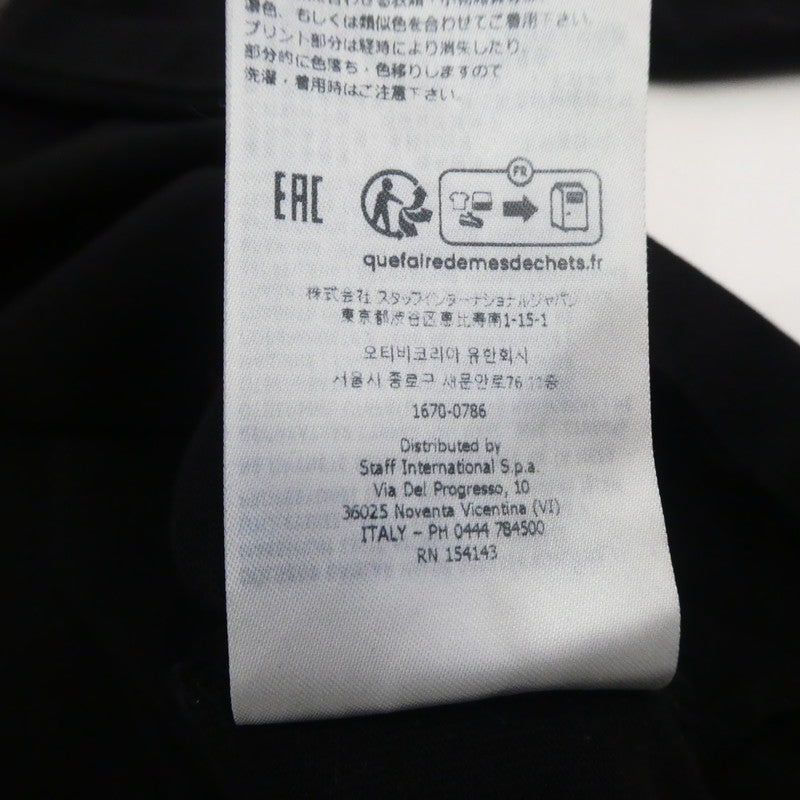 濃色、もしくは類似色を合わせてご着用下さい。
プリント部分は経時により消失したり、
部分的に色落ち・色移りしますので
洗濯・着用時はご注意下さい。
EAC
FR
quefairedemesdechets.fr
株式会社 スタッフインターナショナルジャパン
東京都渋谷区恵比寿南1-15-1
오티비코리아 유한회사
서울시 종로구 새문안로76 11층
1670-0786
Distributed by
Staff International S.p.a.
Via Del Progresso, 10
36025 Noventa Vicentina (VI)
ITALY - PH 0444 784500
RN 154143